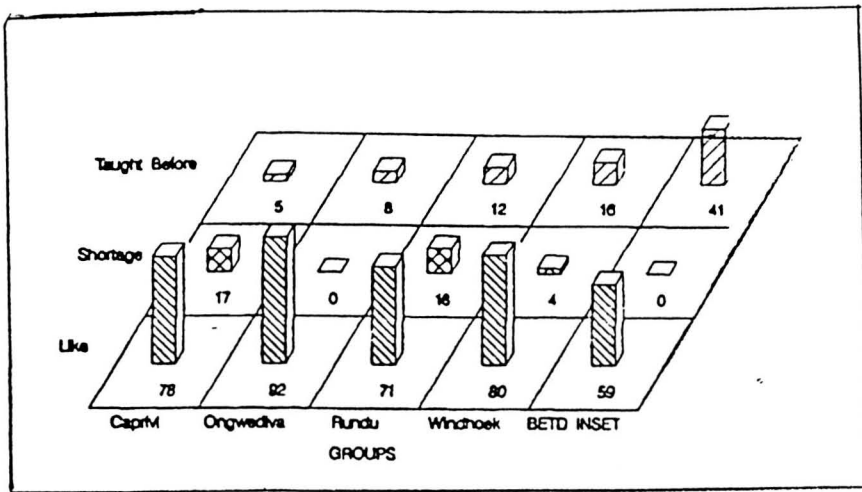 Taught Before
5 8 12 16 41
Shortage
17 0 16 4 0
Like
78 92 71 80 59
Caprivi Ongwediva Rundu Windhoek BETD INSET
GROUPS